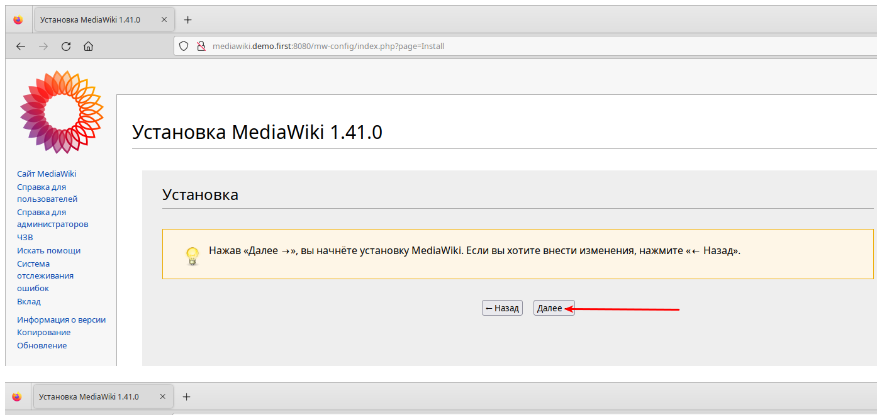 Установка MediaWiki 1.41.0
mediawiki.demo.first:8080/mw-config/index.php?page=Install
Установка MediaWiki 1.41.0
Сайт MediaWiki
Справка для
пользователей
Справка для
администраторов
ЧЗВ
Искать помощи
Система
отслеживания
ошибок
Вклад
Информация о версии
Копирование
Обновление
Установка
Нажав «Далее →», вы начнёте установку MediaWiki. Если вы хотите внести изменения, нажмите «← Назад».
← Назад Далее
Установка MediaWiki 1.41.0